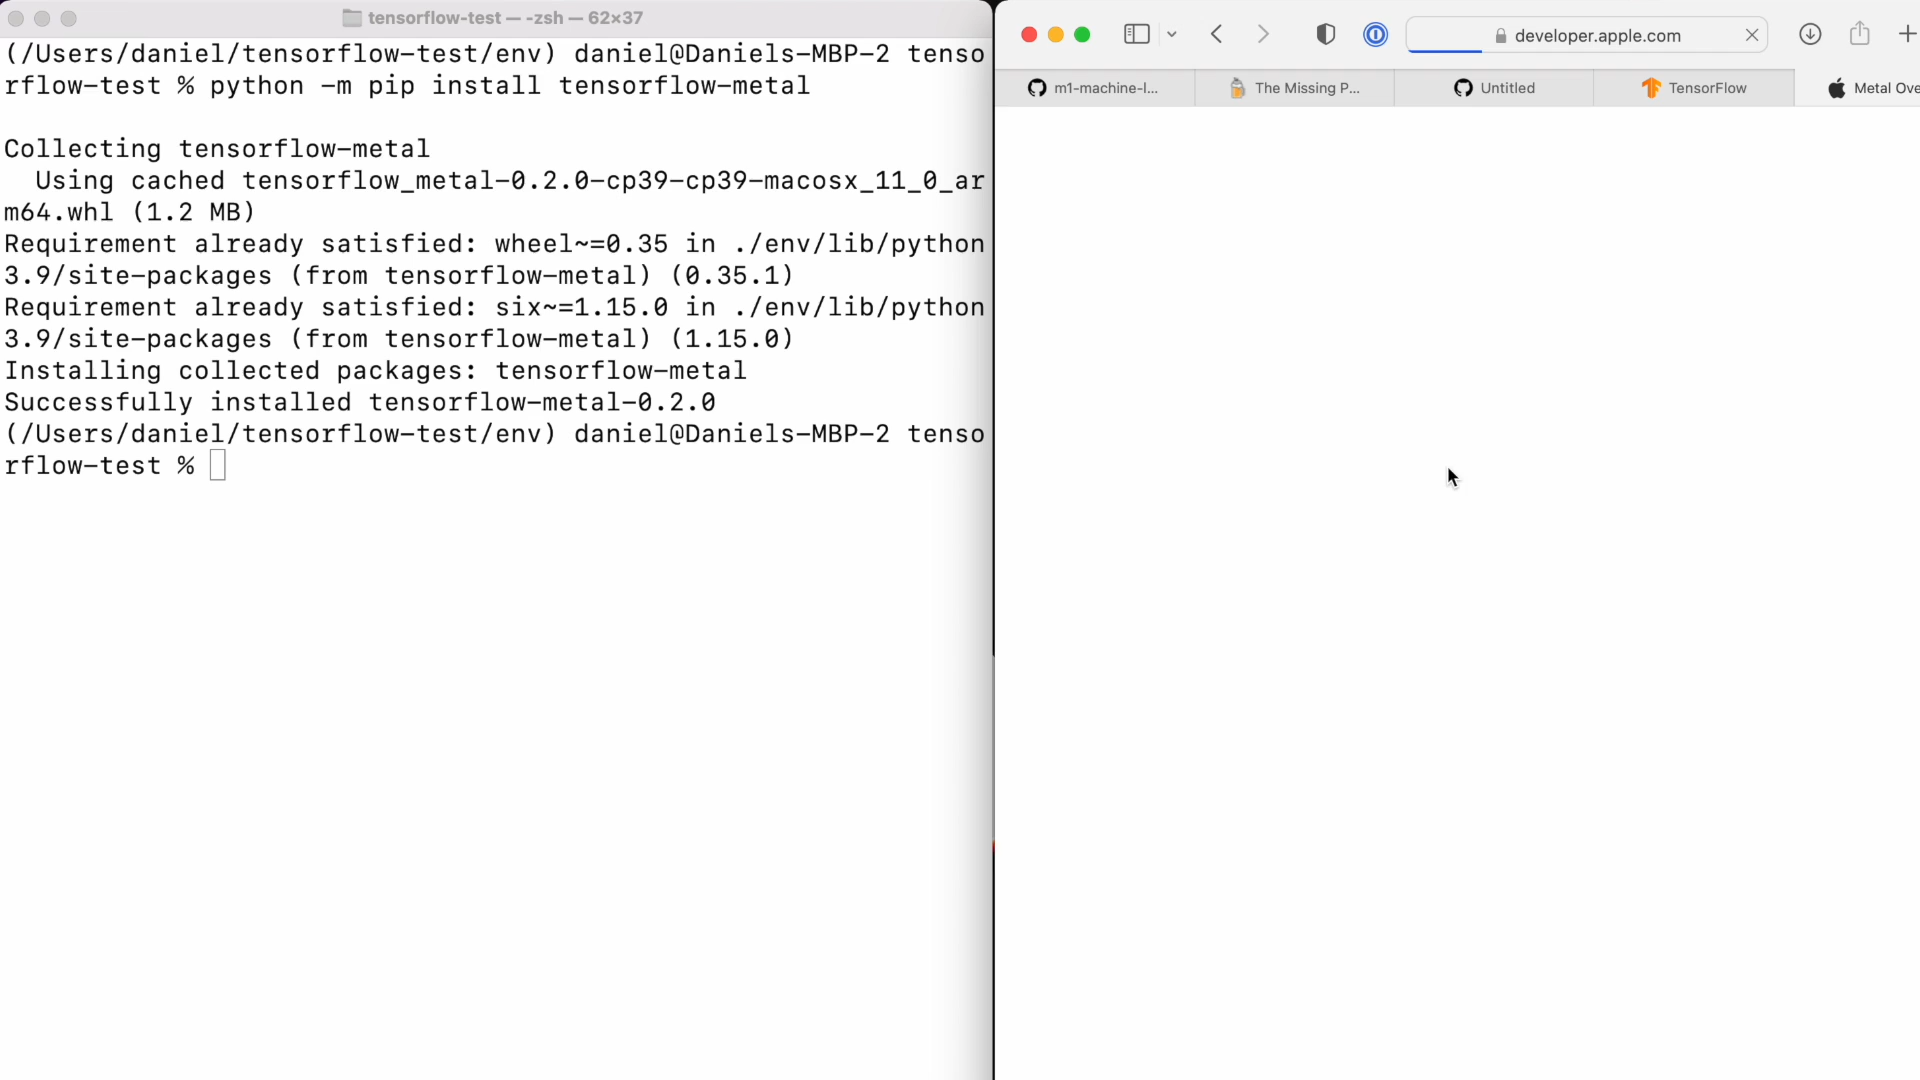 tensorflow-test — -zsh — 62×37
(/Users/daniel/tensorflow-test/env) daniel@Daniels-MBP-2 tenso
rflow-test % python -m pip install tensorflow-metal
Collecting tensorflow-metal
Using cached tensorflow_metal-0.2.0-cp39-cp39-macosx_11_0_ar
m64.whl (1.2 MB)
Requirement already satisfied: wheel~=0.35 in ./env/lib/python
3.9/site-packages (from tensorflow-metal) (0.35.1)
Requirement already satisfied: six~=1.15.0 in ./env/lib/python
3.9/site-packages (from tensorflow-metal) (1.15.0)
Installing collected packages: tensorflow-metal
Successfully installed tensorflow-metal-0.2.0
(/Users/daniel/tensorflow-test/env) daniel@Daniels-MBP-2 tenso
rflow-test %
developer.apple.com
m1-machine-l...
The Missing P...
Untitled
TensorFlow
Metal Ove